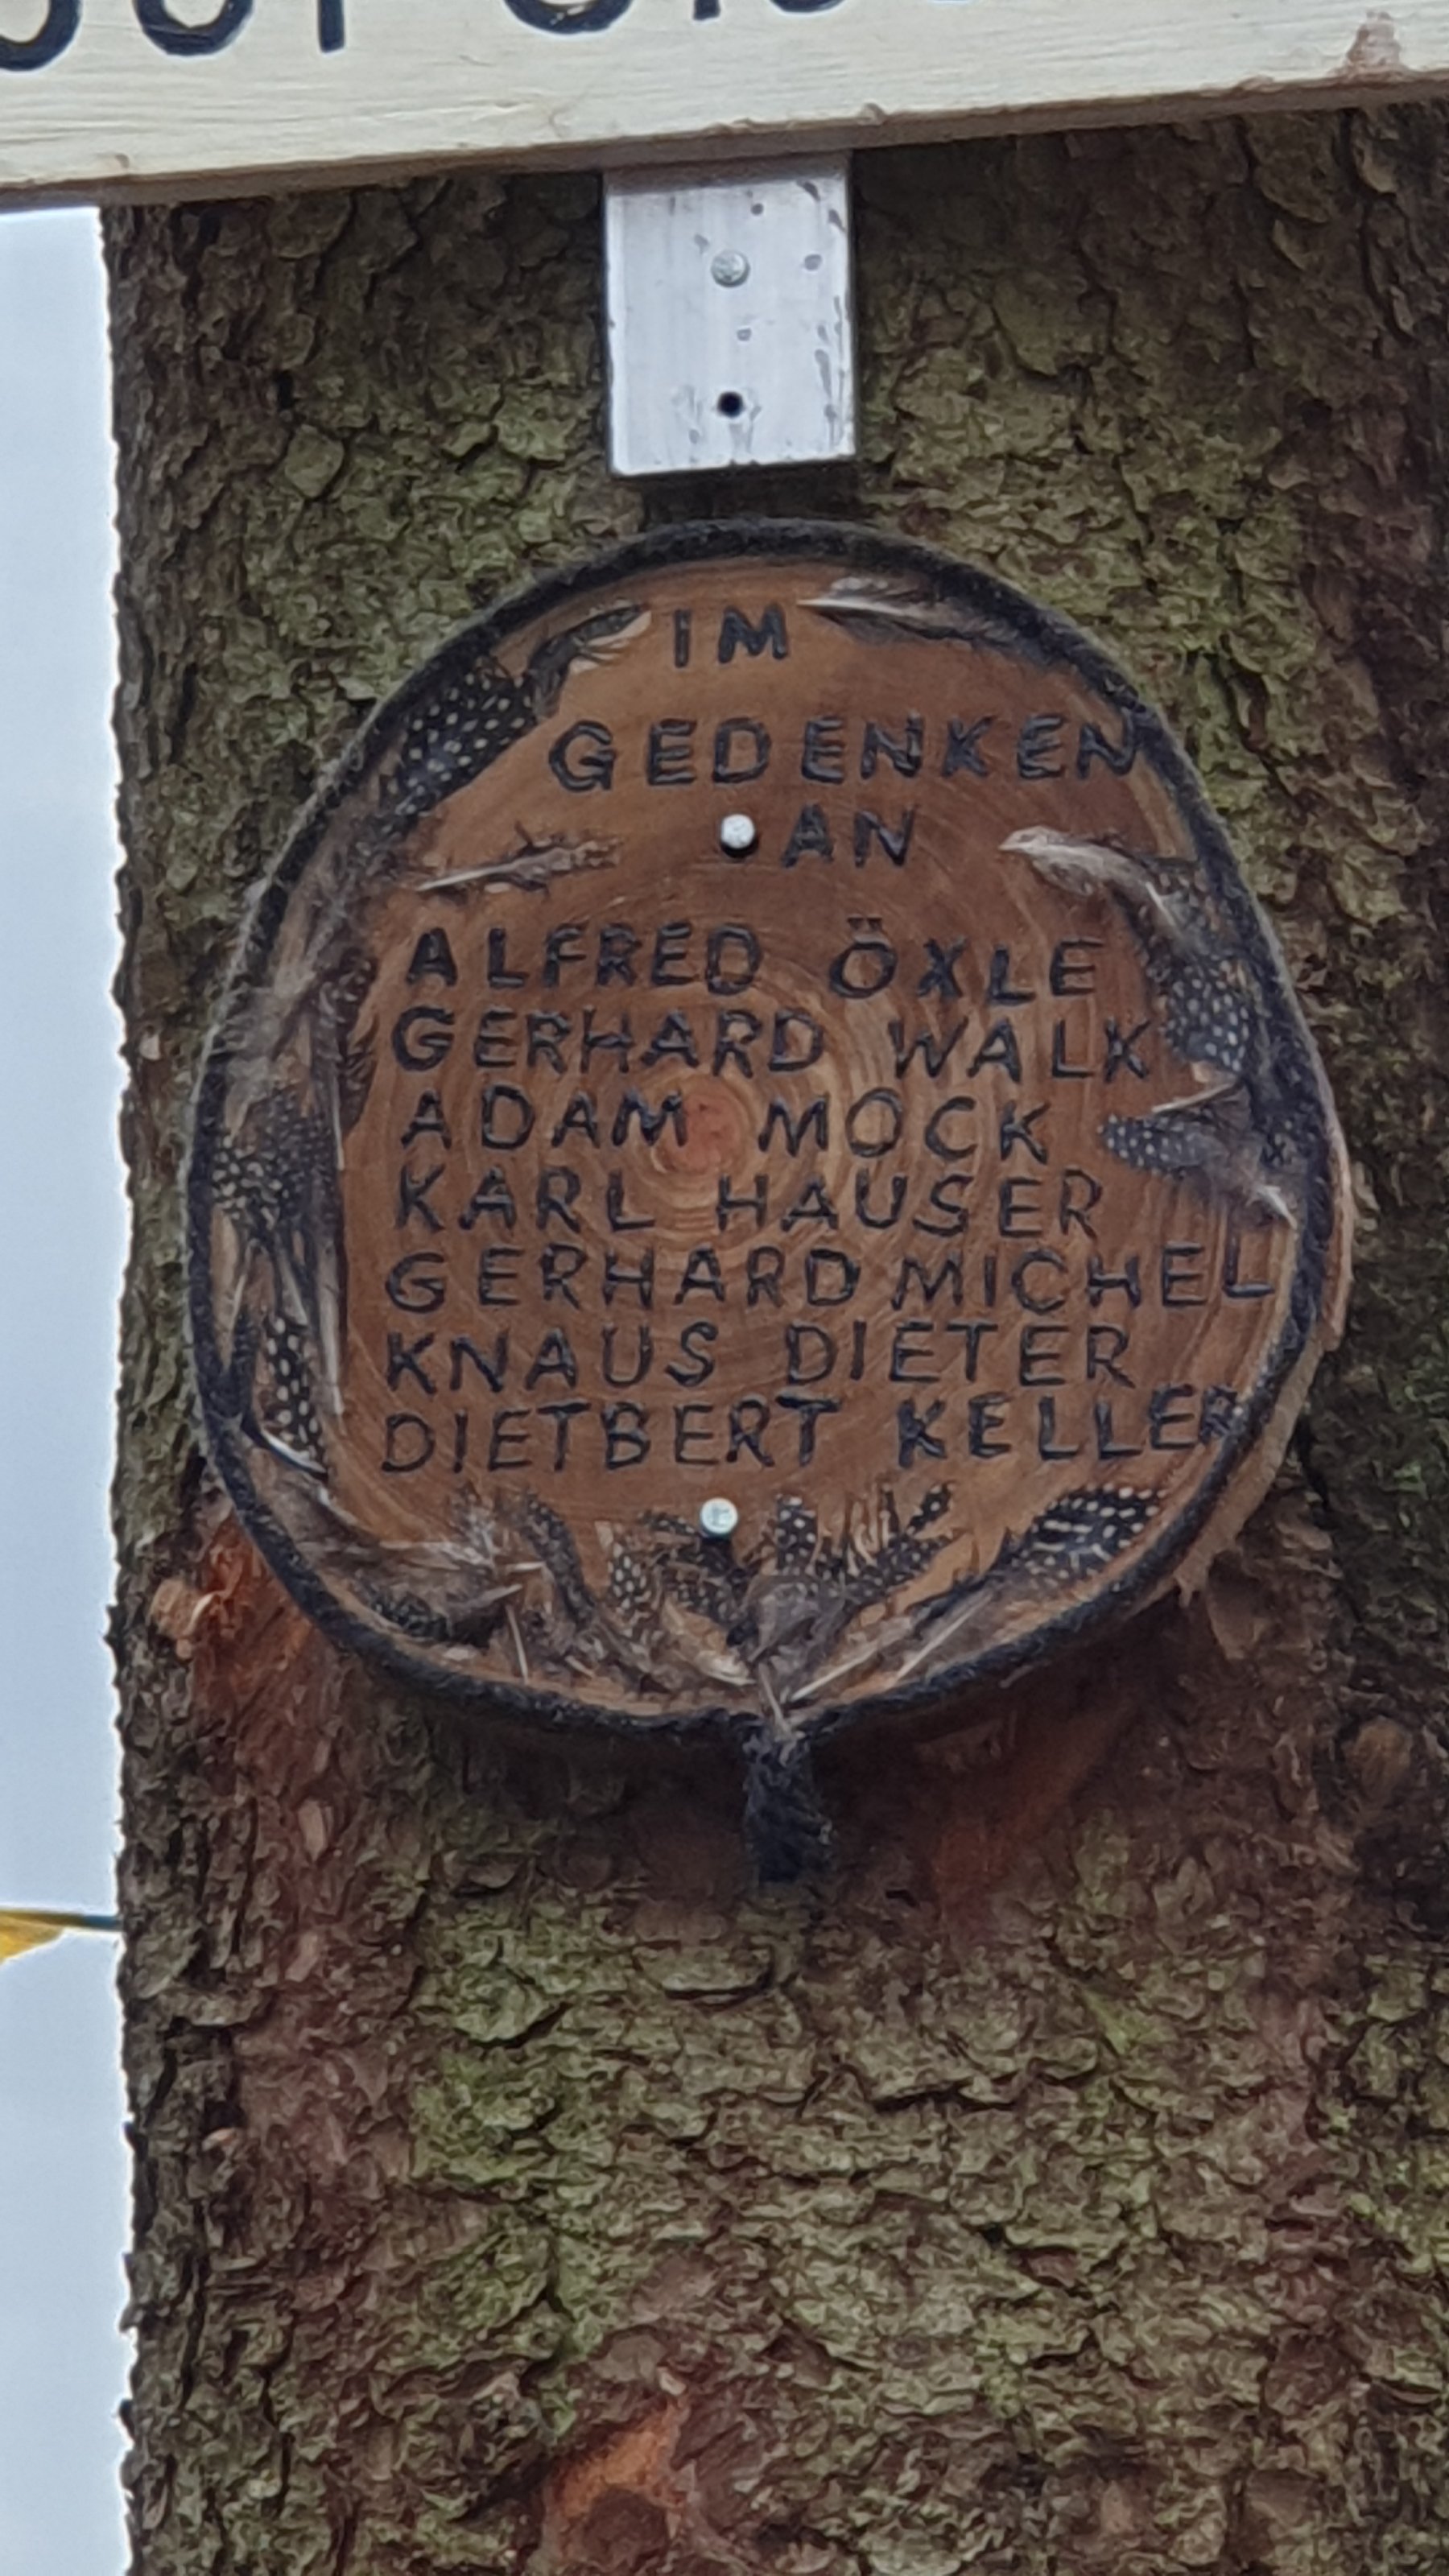 IM
GEDENKEN
AN
ALFRED ÖXLE
GERHARD WALK
ADAM MOCK
KARL HAUSER
GERHARD MICHEL
KNAUS DIETER
DIETBERT KELLER